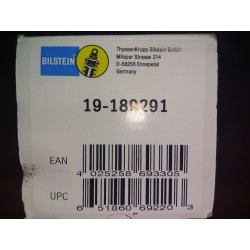 BILSTEIN
ThyssenKrupp Bilstein GmbH
Milsper Strasse 214
D-58256 Ennepetal
Germany
19-189291
EAN
4 025258 693305
UPC
6 51860 69220 3